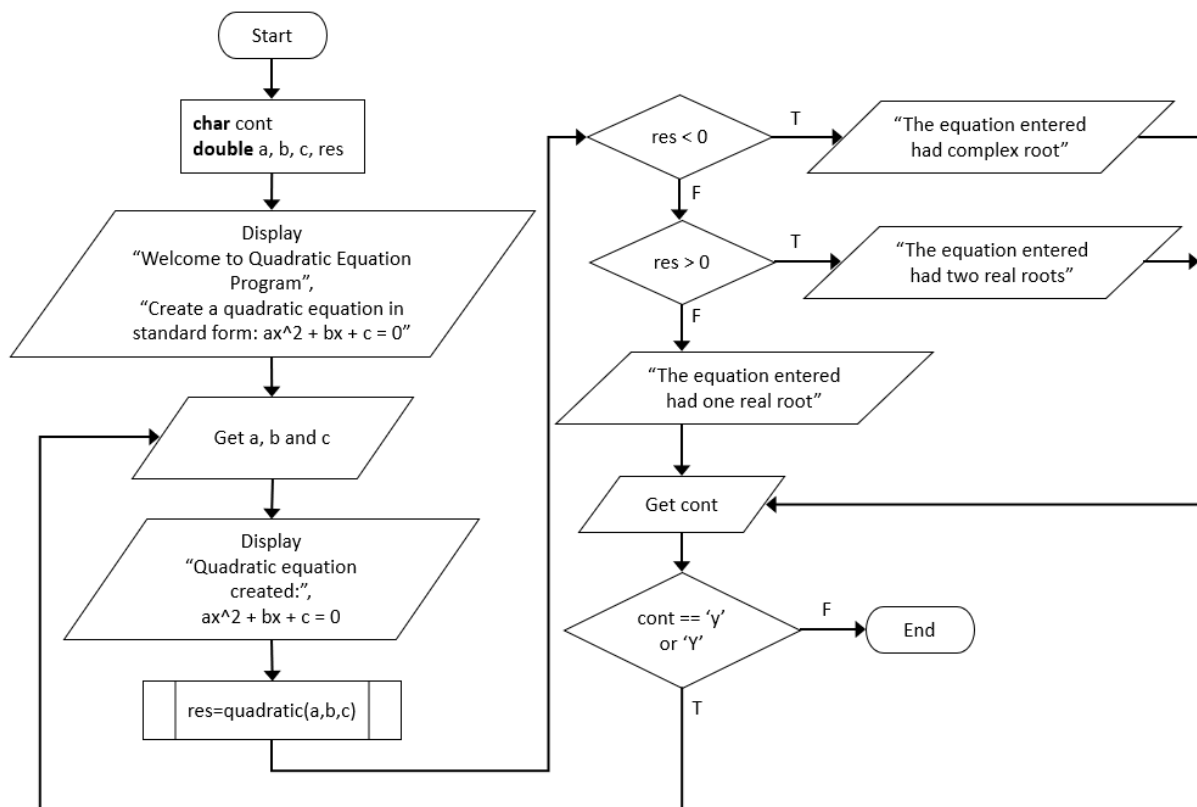 Start
char cont
double a, b, c, res
Display
“Welcome to Quadratic Equation
Program”,
“Create a quadratic equation in
standard form: ax^2 + bx + c = 0”
Get a, b and c
Display
“Quadratic equation
created:”,
ax^2 + bx + c = 0
res=quadratic(a,b,c)
res < 0
T
“The equation entered
had complex root”
F
res > 0
T
“The equation entered
had two real roots”
F
“The equation entered
had one real root”
Get cont
cont == ‘y’
or ‘Y’
F
End
T